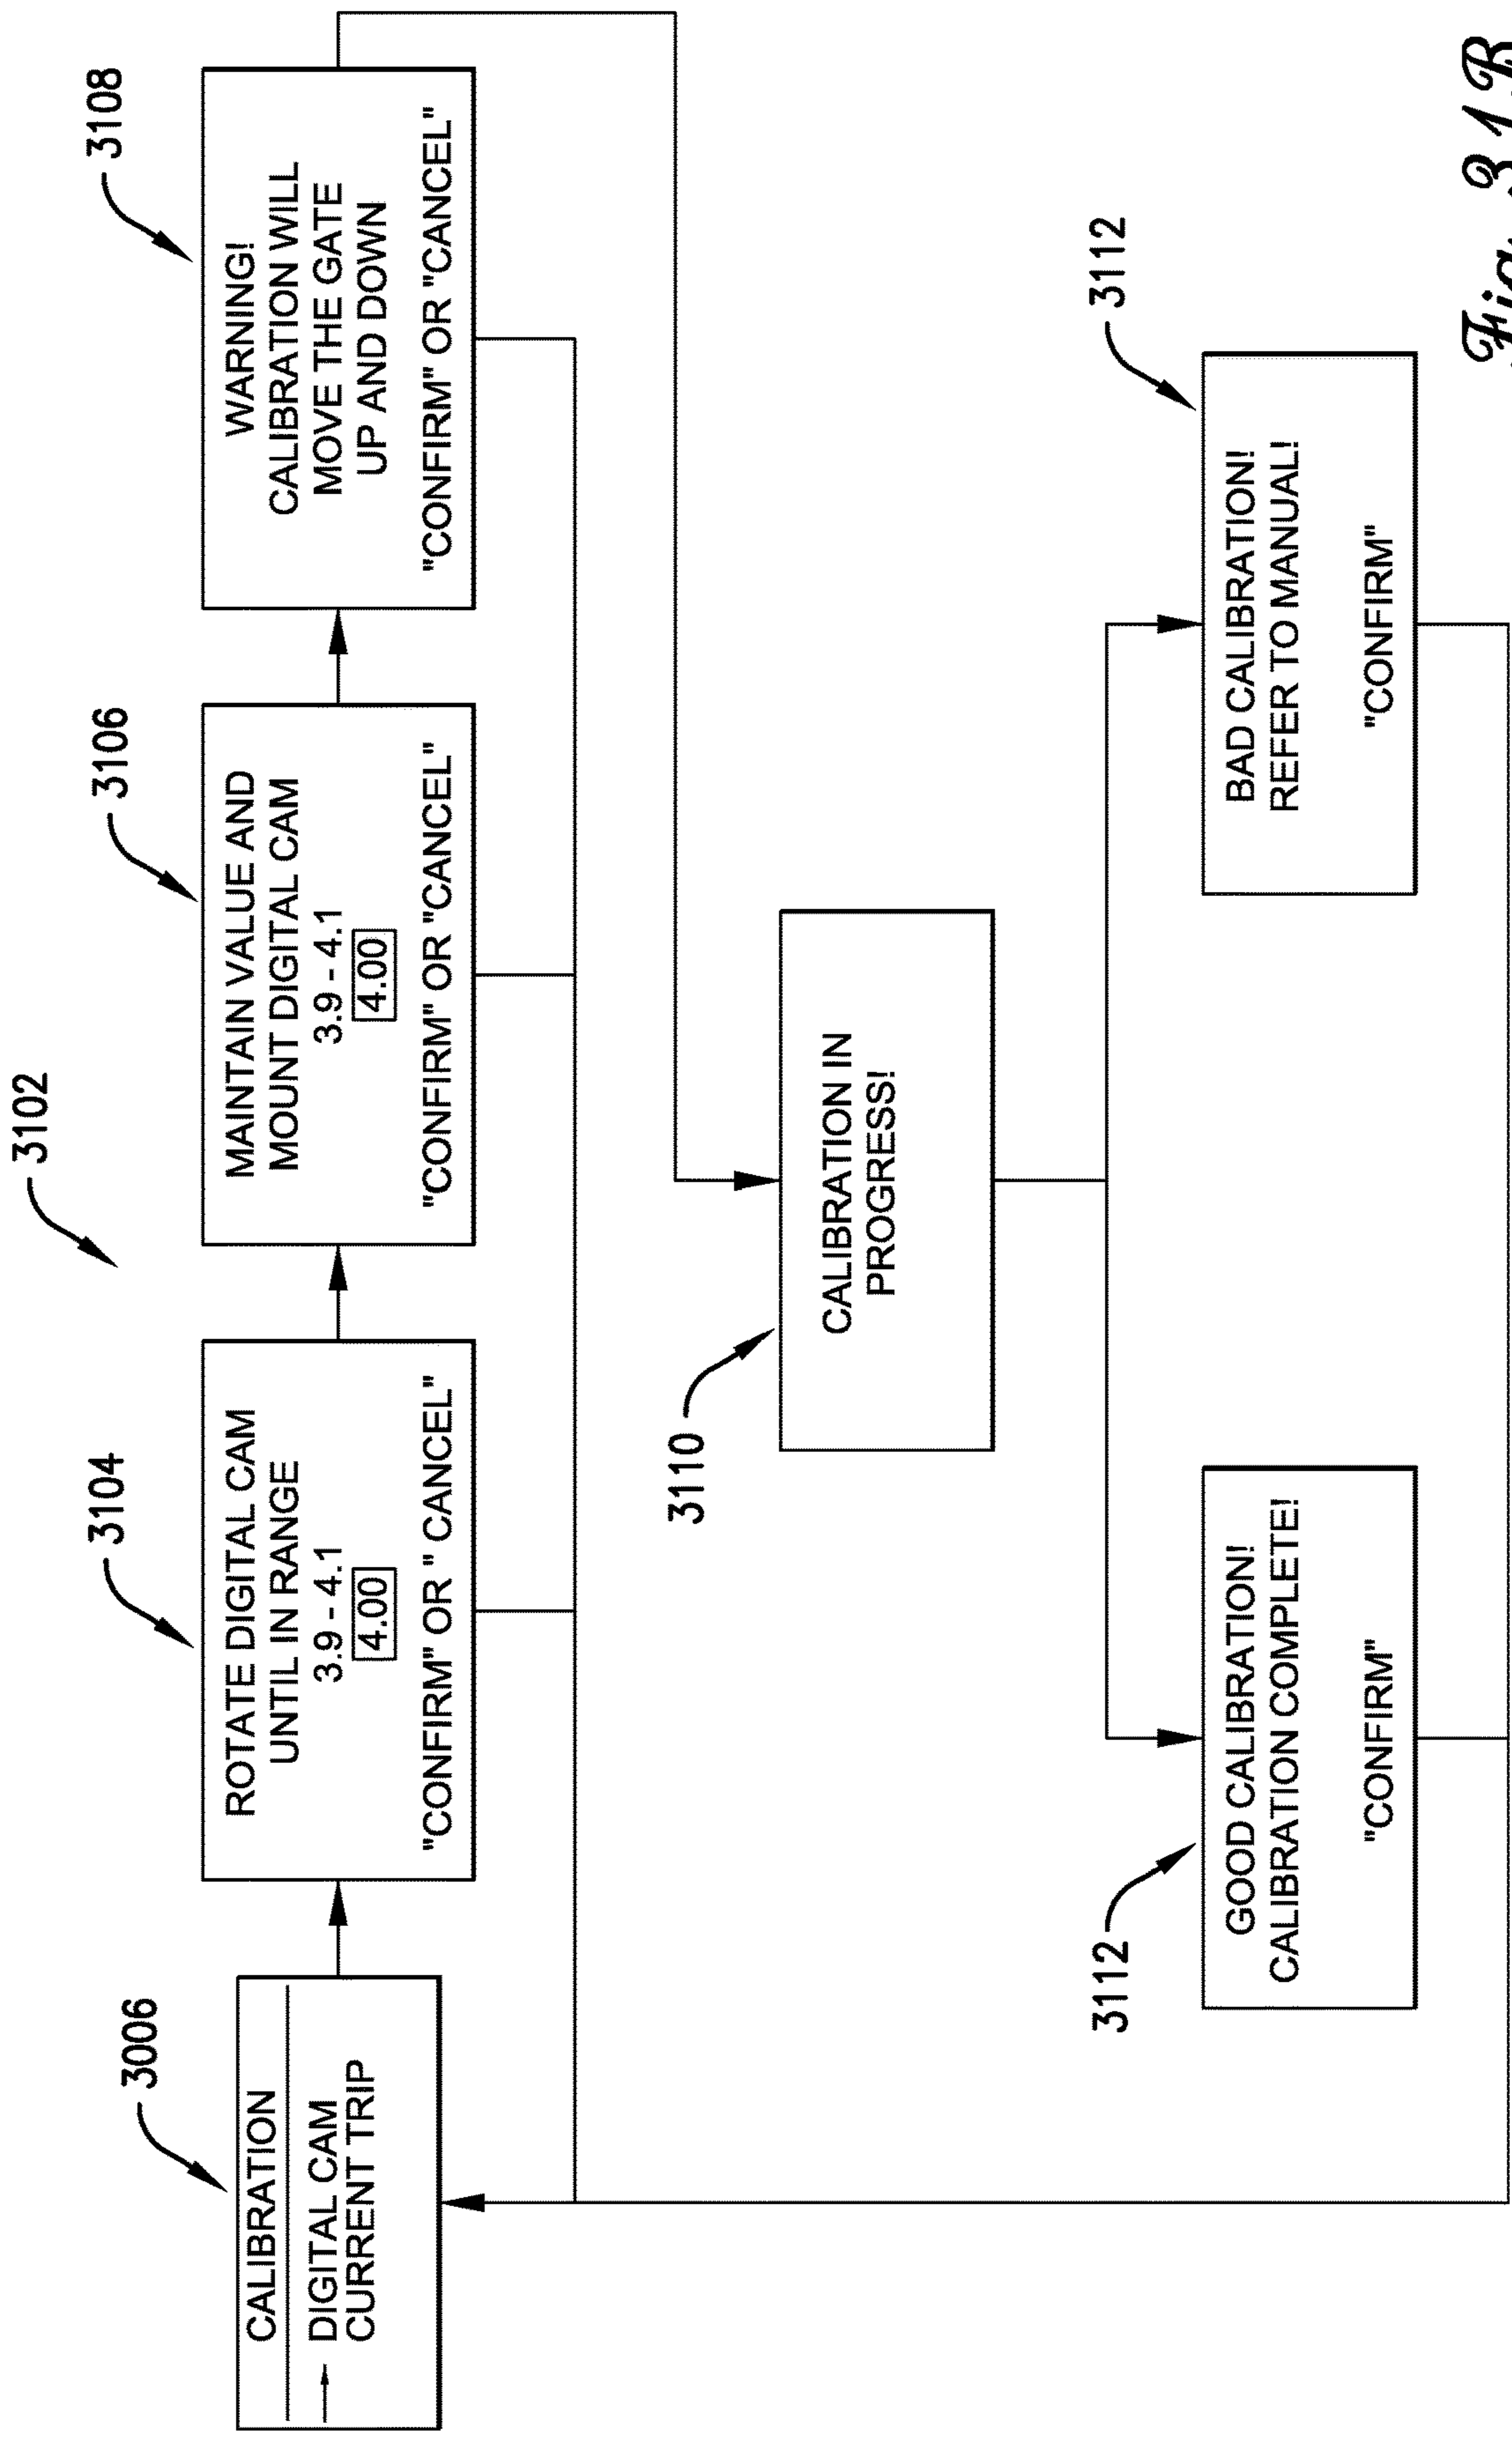 3102
3006
CALIBRATION
DIGITAL CAM
CURRENT TRIP
3104
ROTATE DIGITAL CAM
UNTIL IN RANGE
3.9 - 4.1
4.00
"CONFIRM" OR " CANCEL"
3106
MAINTAIN VALUE AND
MOUNT DIGITAL CAM
3.9 - 4.1
4.00
"CONFIRM" OR "CANCEL"
3108
WARNING!
CALIBRATION WILL
MOVE THE GATE
UP AND DOWN
"CONFIRM" OR "CANCEL"
3110
CALIBRATION IN
PROGRESS!
3112
GOOD CALIBRATION!
CALIBRATION COMPLETE!
"CONFIRM"
3112
BAD CALIBRATION!
REFER TO MANUAL!
"CONFIRM"
Fig. 31B